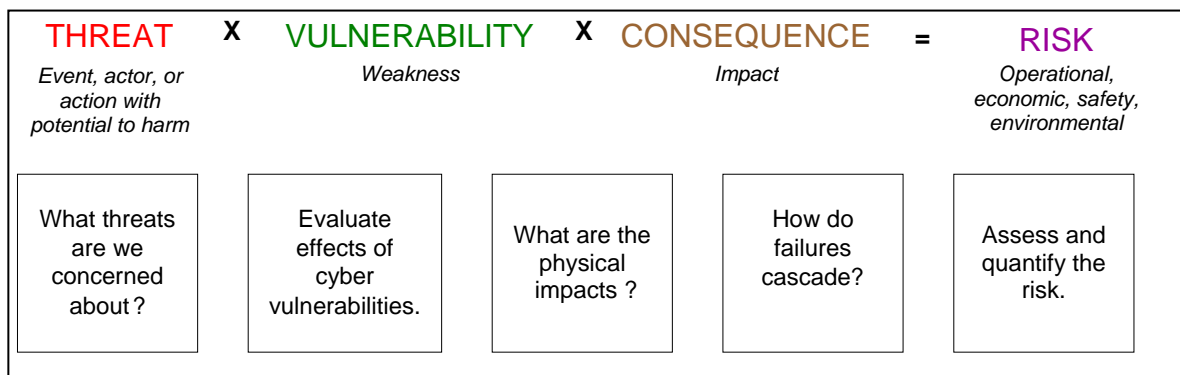 THREAT X VULNERABILITY X CONSEQUENCE = RISK
Event, actor, or
action with
potential to harm
Weakness
Impact
Operational,
economic, safety,
environmental
What threats
are we
concerned
about ?
Evaluate
effects of
cyber
vulnerabilities.
What are the
physical
impacts ?
How do
failures
cascade?
Assess and
quantify the
risk.